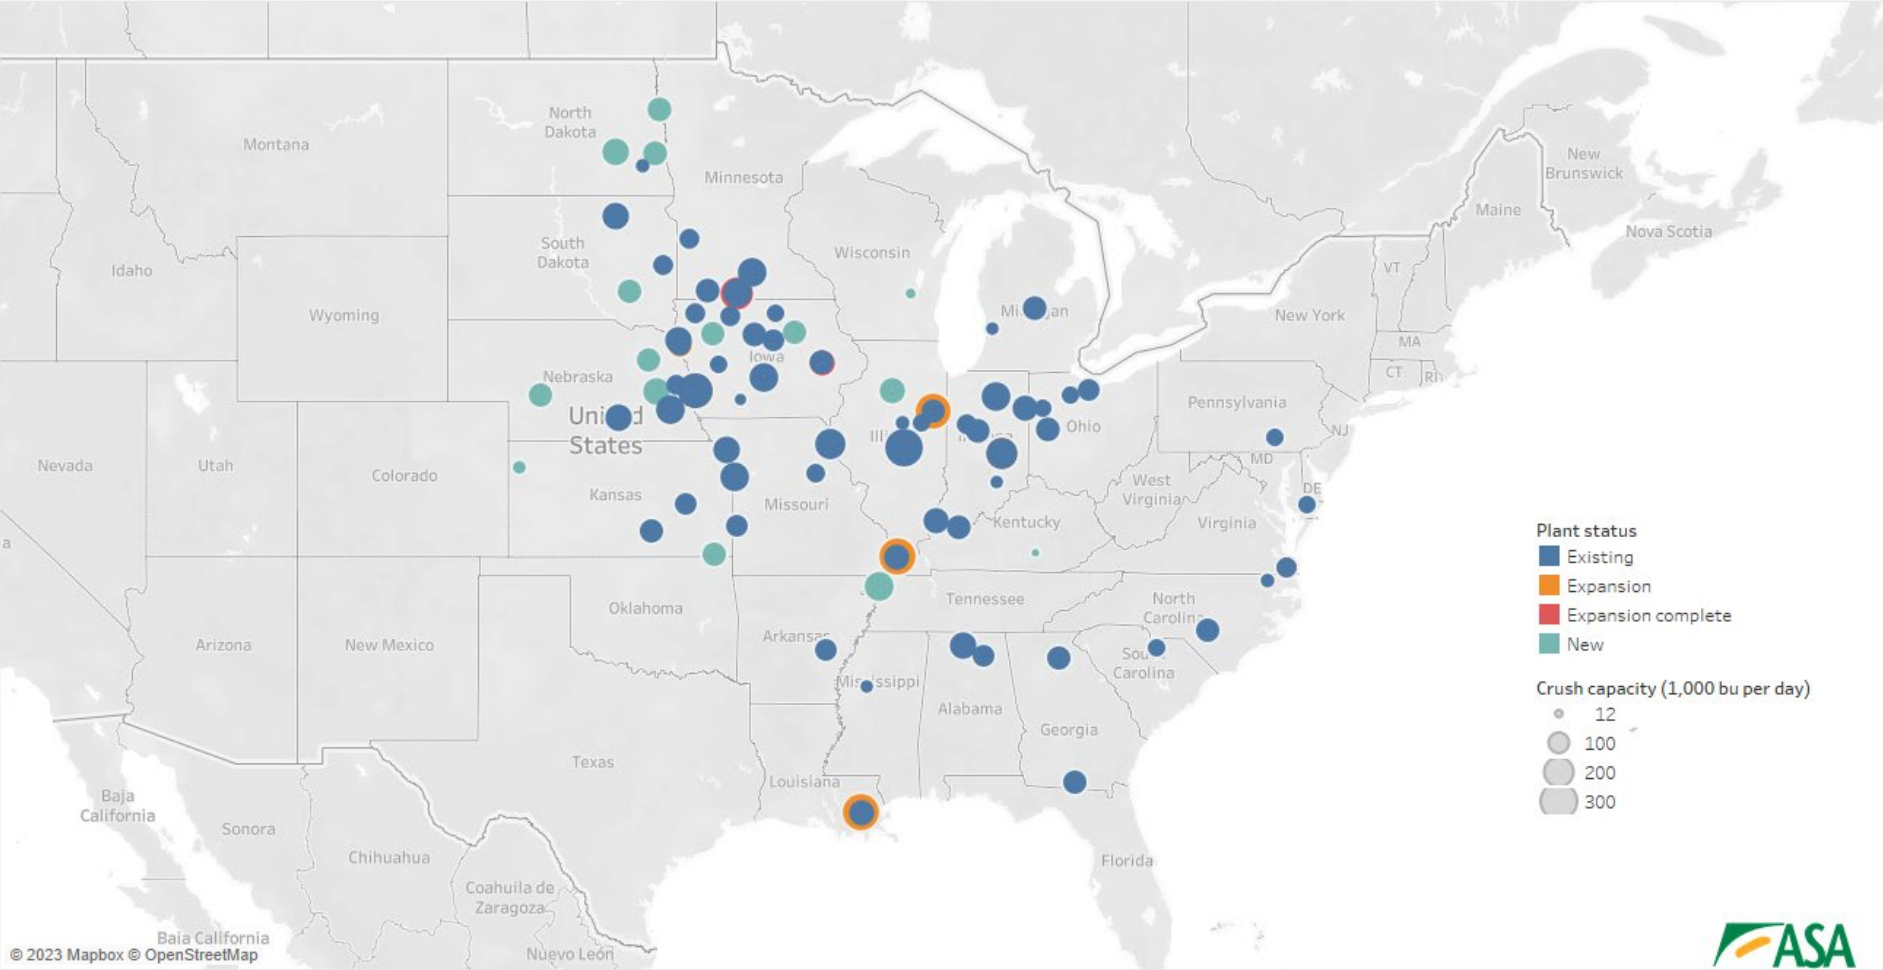 North
Dakota
Montana
Minnesota
New
Brunswick
Maine
Nova Scotia
South
Dakota
Wisconsin
VT
Idaho
Wyoming
Mi an
New York
MA
Iowa
CT
RI
Nebraska
Pennsylvania
United
States
Ohio
NJ
Ill
MD
Nevada
Utah
Colorado
Kansas
Missouri
West
Virginia
DE
Kentucky
Virginia
a
Plant status
Existing
Expansion
Expansion complete
New
Oklahoma
Tennessee
North
Carolina
Arkansas
Arizona
New Mexico
South
Carolina
Mississippi
Alabama
Georgia
Crush capacity (1,000 bu per day)
12
100
200
300
Texas
Louisiana
Baja
California
Sonora
Chihuahua
Florida
Coahuila de
Zaragoza
Baja California
Nuevo León
© 2023 Mapbox © OpenStreetMap
ASA